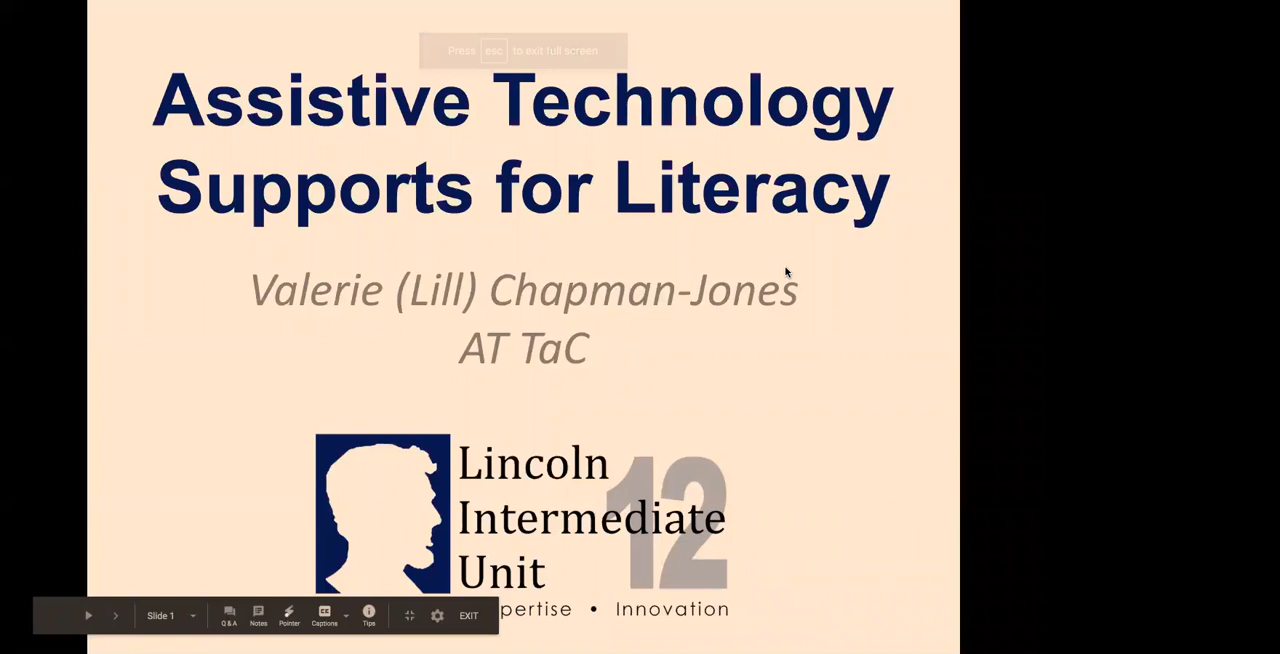 Press esc to exit full screen
Assistive Technology
Supports for Literacy
Valerie (Lill) Chapman-Jones
AT TaC
Lincoln
Intermediate 12
Unit
• Innovation
Slide 1
Q&A
Notes
Pointer
CC
Captions
Tips
EXIT